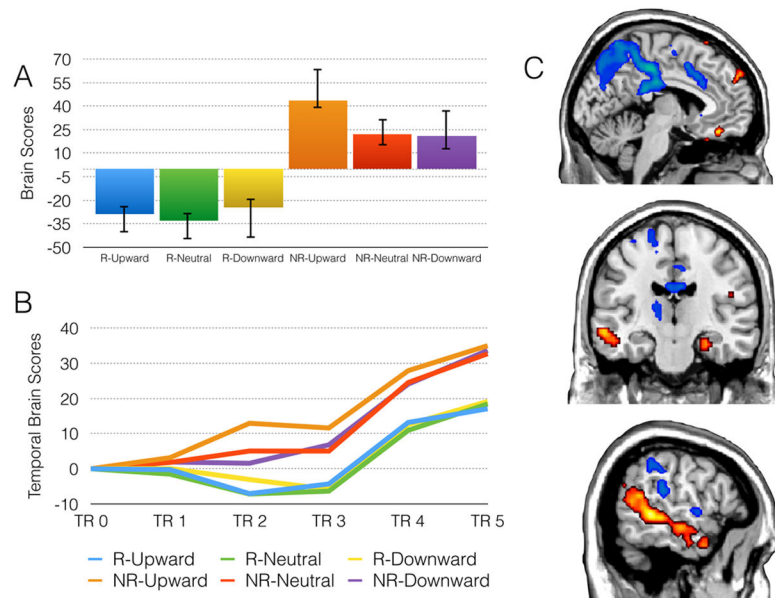 A
Brain Scores
70
55
40
25
10
-5
-20
-35
-50
R-Upward R-Neutral R-Downward NR-Upward NR-Neutral NR-Downward
B
Temporal Brain Scores
40
30
20
10
0
-10
TR 0 TR 1 TR 2 TR 3 TR 4 TR 5
R-Upward R-Neutral R-Downward
NR-Upward NR-Neutral NR-Downward
C